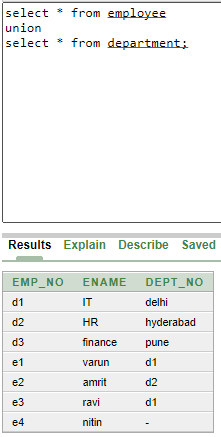 select * from employee
union
select * from department;
Results Explain Describe Saved
EMP_NO ENAME DEPT_NO
d1 IT delhi
d2 HR hyderabad
d3 finance pune
e1 varun d1
e2 amrit d2
e3 ravi d1
e4 nitin -